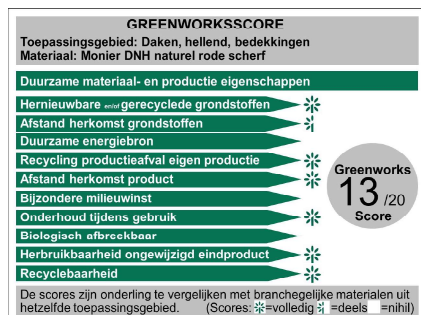 GREENWORKSSCORE
Toepassingsgebied: Daken, hellend, bedekkingen
Materiaal: Monier DNH naturel rode scherf
Duurzame materiaal- en productie eigenschappen
Hernieuwbare en/of gerecyclede grondstoffen
Afstand herkomst grondstoffen
Duurzame energiebron
Recycling productieafval eigen productie
Afstand herkomst product
Bijzondere milieuwinst
Onderhoud tijdens gebruik
Biologisch afbreekbaar
Herbruikbaarheid ongewijzigd eindproduct
Recyclebaarheid
Greenworks
13 /20
Score
De scores zijn onderling te vergelijken met branchegelijke materialen uit
hetzelfde toepassingsgebied. (Scores: =volledig =deels =nihil)